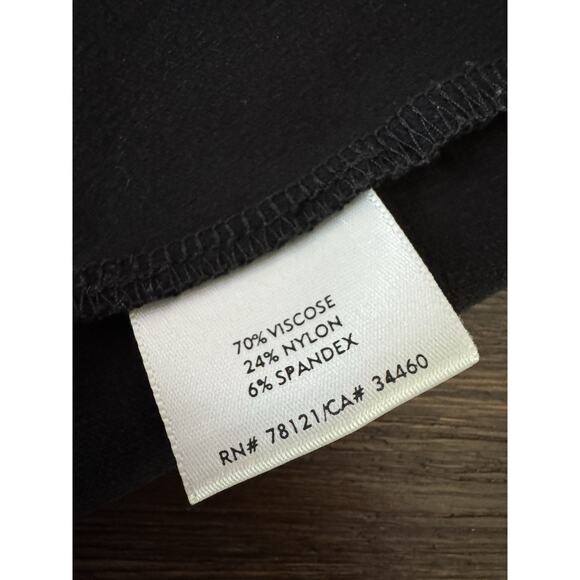 70% VISCOSE
24% NYLON
6% SPANDEX
RN# 78121/CA# 34460